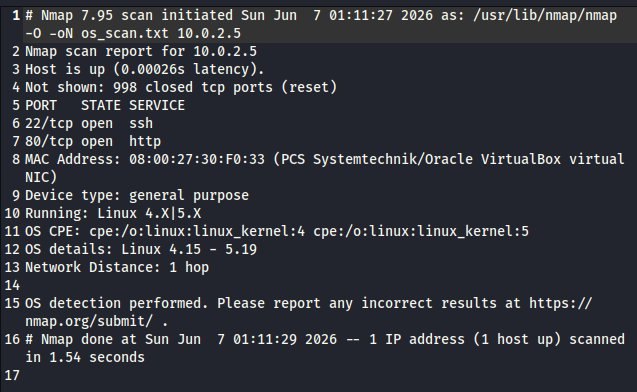 1 # Nmap 7.95 scan initiated Sun Jun  7 01:11:27 2026 as: /usr/lib/nmap/nmap
-O -oN os_scan.txt 10.0.2.5
2 Nmap scan report for 10.0.2.5
3 Host is up (0.00026s latency).
4 Not shown: 998 closed tcp ports (reset)
5 PORT   STATE SERVICE
6 22/tcp open  ssh
7 80/tcp open  http
8 MAC Address: 08:00:27:30:F0:33 (PCS Systemtechnik/Oracle VirtualBox virtual
NIC)
9 Device type: general purpose
10 Running: Linux 4.X|5.X
11 OS CPE: cpe:/o:linux:linux_kernel:4 cpe:/o:linux:linux_kernel:5
12 OS details: Linux 4.15 - 5.19
13 Network Distance: 1 hop
14
15 OS detection performed. Please report any incorrect results at https://
nmap.org/submit/ .
16 # Nmap done at Sun Jun  7 01:11:29 2026 -- 1 IP address (1 host up) scanned
in 1.54 seconds
17